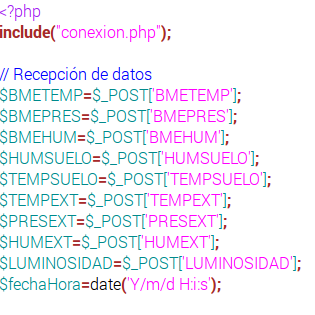 <?php
include("conexion.php");
// Recepción de datos
$BMETEMP=$_POST['BMETEMP'];
$BMEPRES=$_POST['BMEPRES'];
$BMEHUM=$_POST['BMEHUM'];
$HUMSUELO=$_POST['HUMSUELO'];
$TEMPSUELO=$_POST['TEMPSUELO'];
$TEMPEXT=$_POST['TEMPEXT'];
$PRESEXT=$_POST['PRESEXT'];
$HUMEXT=$_POST['HUMEXT'];
$LUMINOSIDAD=$_POST['LUMINOSIDAD'];
$fechaHora=date('Y/m/d H:i:s');